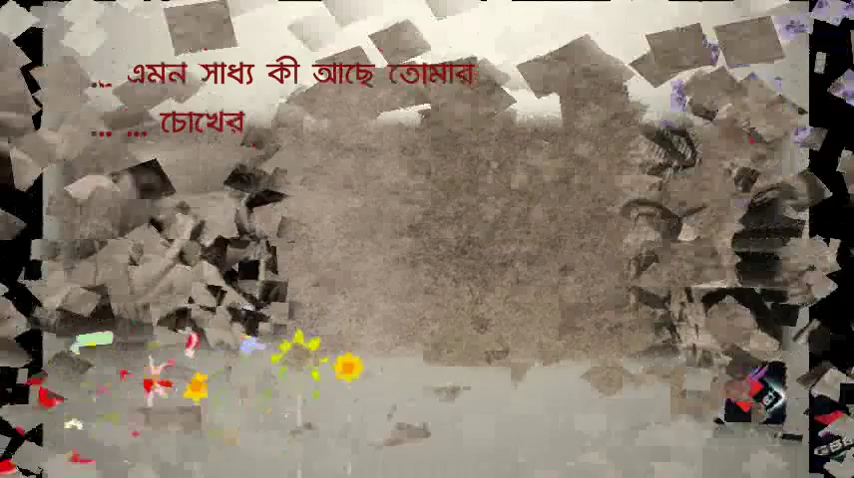 ... এমন সাধ্য কী আছে তোমার
... ... চোখের